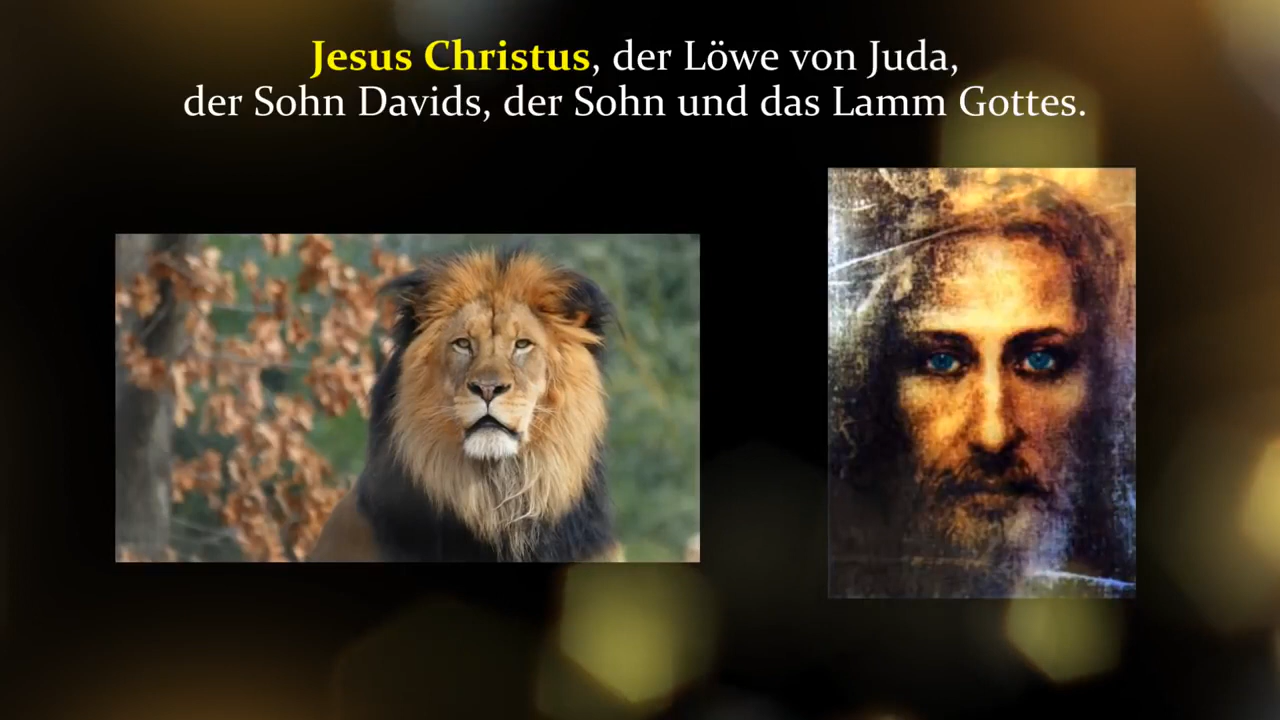 Jesus Christus, der Löwe von Juda,
der Sohn Davids, der Sohn und das Lamm Gottes.